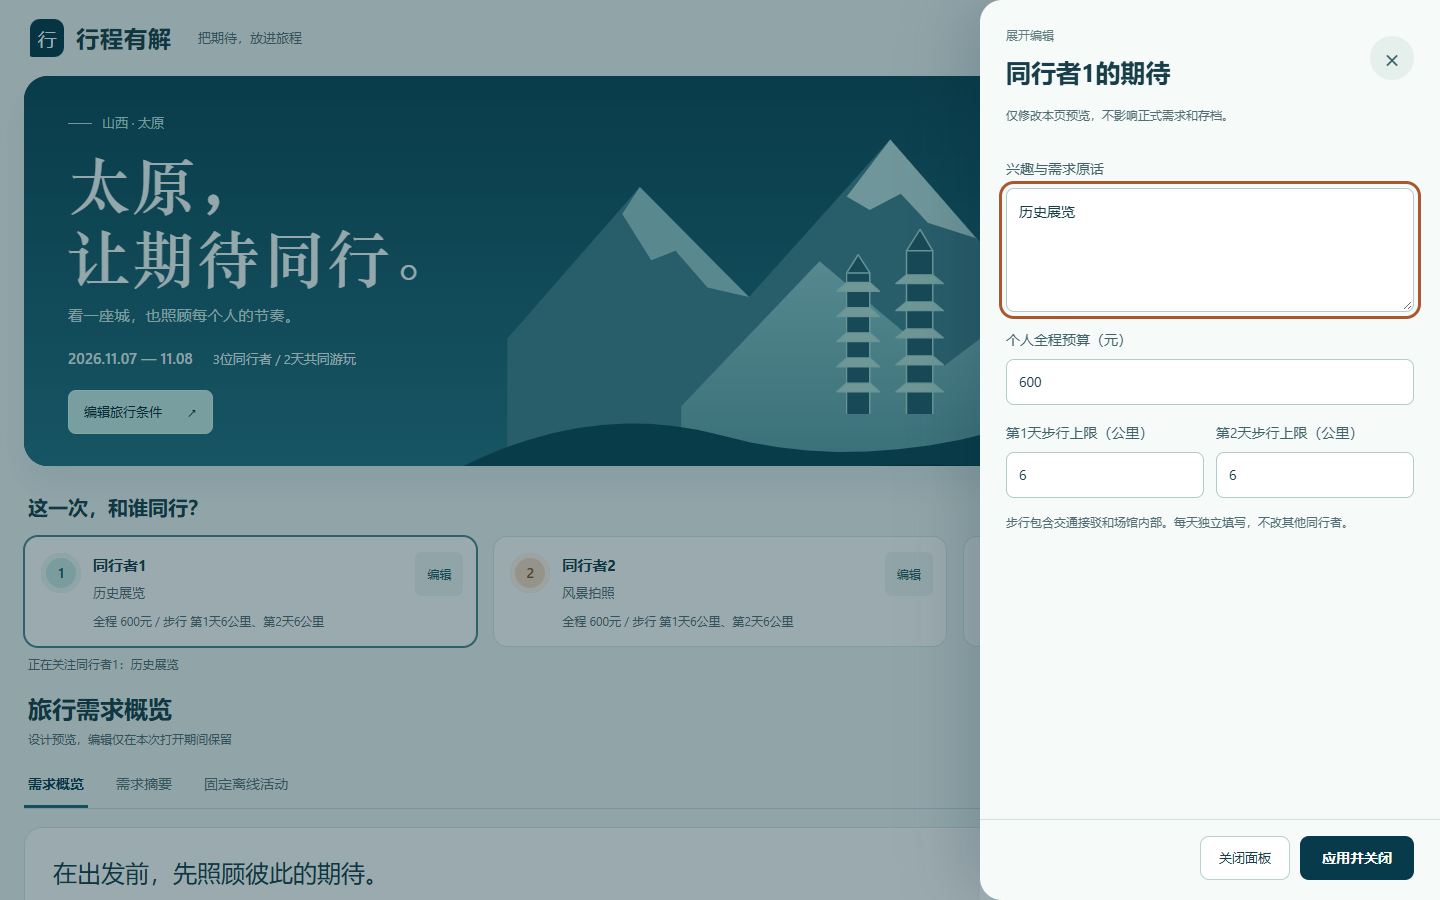 行 行程有解 把期待，放进旅程
山西 · 太原
太原，
让期待同行。
看一座城，也照顾每个人的节奏。
2026.11.07 — 11.08 3位同行者 / 2天共同游玩
编辑旅行条件 ↗
这一次，和谁同行？
1 同行者1 编辑
历史展览
全程 600元 / 步行 第1天6公里、第2天6公里
2 同行者2 编辑
风景拍照
全程 600元 / 步行 第1天6公里、第2天6公里
正在关注同行者1：历史展览
旅行需求概览
设计预览，编辑仅在本次打开期间保留
需求概览 需求摘要 固定离线活动
在出发前，先照顾彼此的期待。
展开编辑
同行者1的期待
仅修改本页预览，不影响正式需求和存档。
兴趣与需求原话
历史展览
个人全程预算（元）
600
第1天步行上限（公里） 第2天步行上限（公里）
6 6
步行包含交通接驳和场馆内部。每天独立填写，不改其他同行者。
关闭面板 应用并关闭